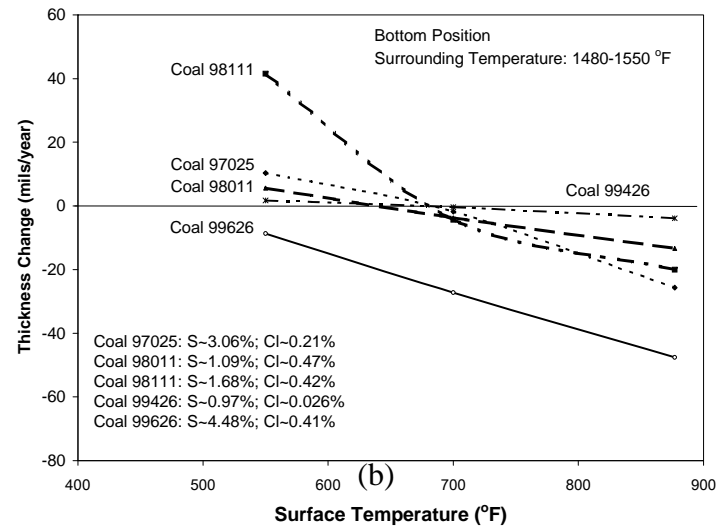 Bottom Position
Surrounding Temperature: 1480-1550 °F
Coal 98111
Coal 97025
Coal 98011
Coal 99426
Coal 99626
Coal 97025: S~3.06%; Cl~0.21%
Coal 98011: S~1.09%; Cl~0.47%
Coal 98111: S~1.68%; Cl~0.42%
Coal 99426: S~0.97%; Cl~0.026%
Coal 99626: S~4.48%; Cl~0.41%
Thickness Change (mils/year)
60
40
20
0
-20
-40
-60
-80
400
500
600
700
800
900
(b)
Surface Temperature (°F)